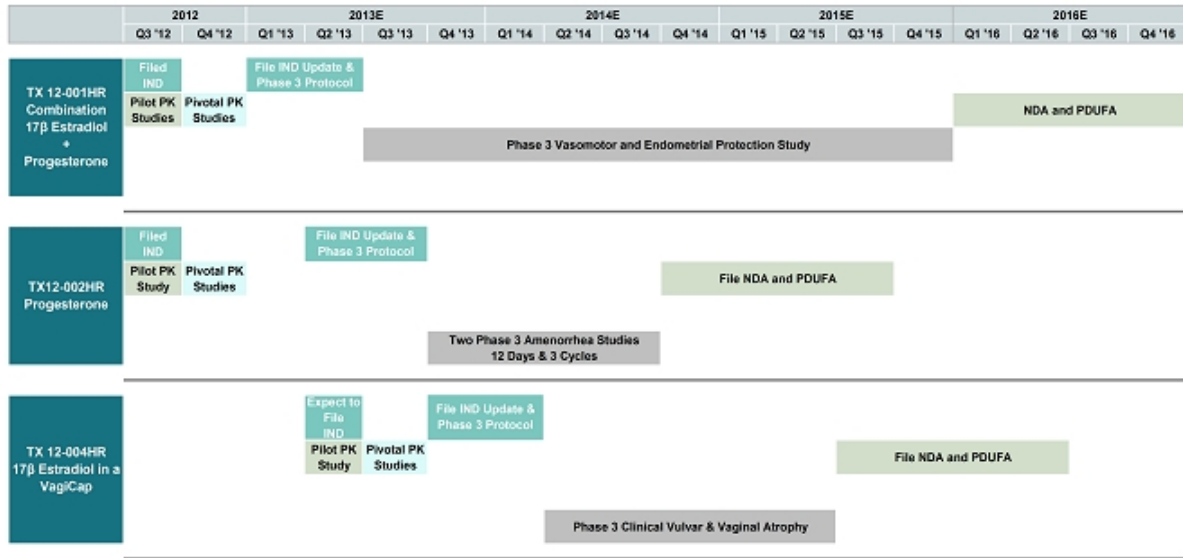 2012 2013E 2014E 2015E 2016E
Q3 '12 Q4 '12 Q1 '13 Q2 '13 Q3 '13 Q4 '13 Q1 '14 Q2 '14 Q3 '14 Q4 '14 Q1 '15 Q2 '15 Q3 '15 Q4 '15 Q1 '16 Q2 '16 Q3 '16 Q4 '16
TX 12-001HR
Combination
17β Estradiol
+
Progesterone
Filed
IND
File IND Update &
Phase 3 Protocol
Pilot PK
Studies
Pivotal PK
Studies
NDA and PDUFA
Phase 3 Vasomotor and Endometrial Protection Study
TX12-002HR
Progesterone
Filed
IND
File IND Update &
Phase 3 Protocol
Pilot PK
Study
Pivotal PK
Studies
File NDA and PDUFA
Two Phase 3 Amenorrhea Studies
12 Days & 3 Cycles
TX 12-004HR
17β Estradiol in a
VagiCap
Expect to
File
IND
File IND Update &
Phase 3 Protocol
Pilot PK
Study
Pivotal PK
Studies
File NDA and PDUFA
Phase 3 Clinical Vulvar & Vaginal Atrophy